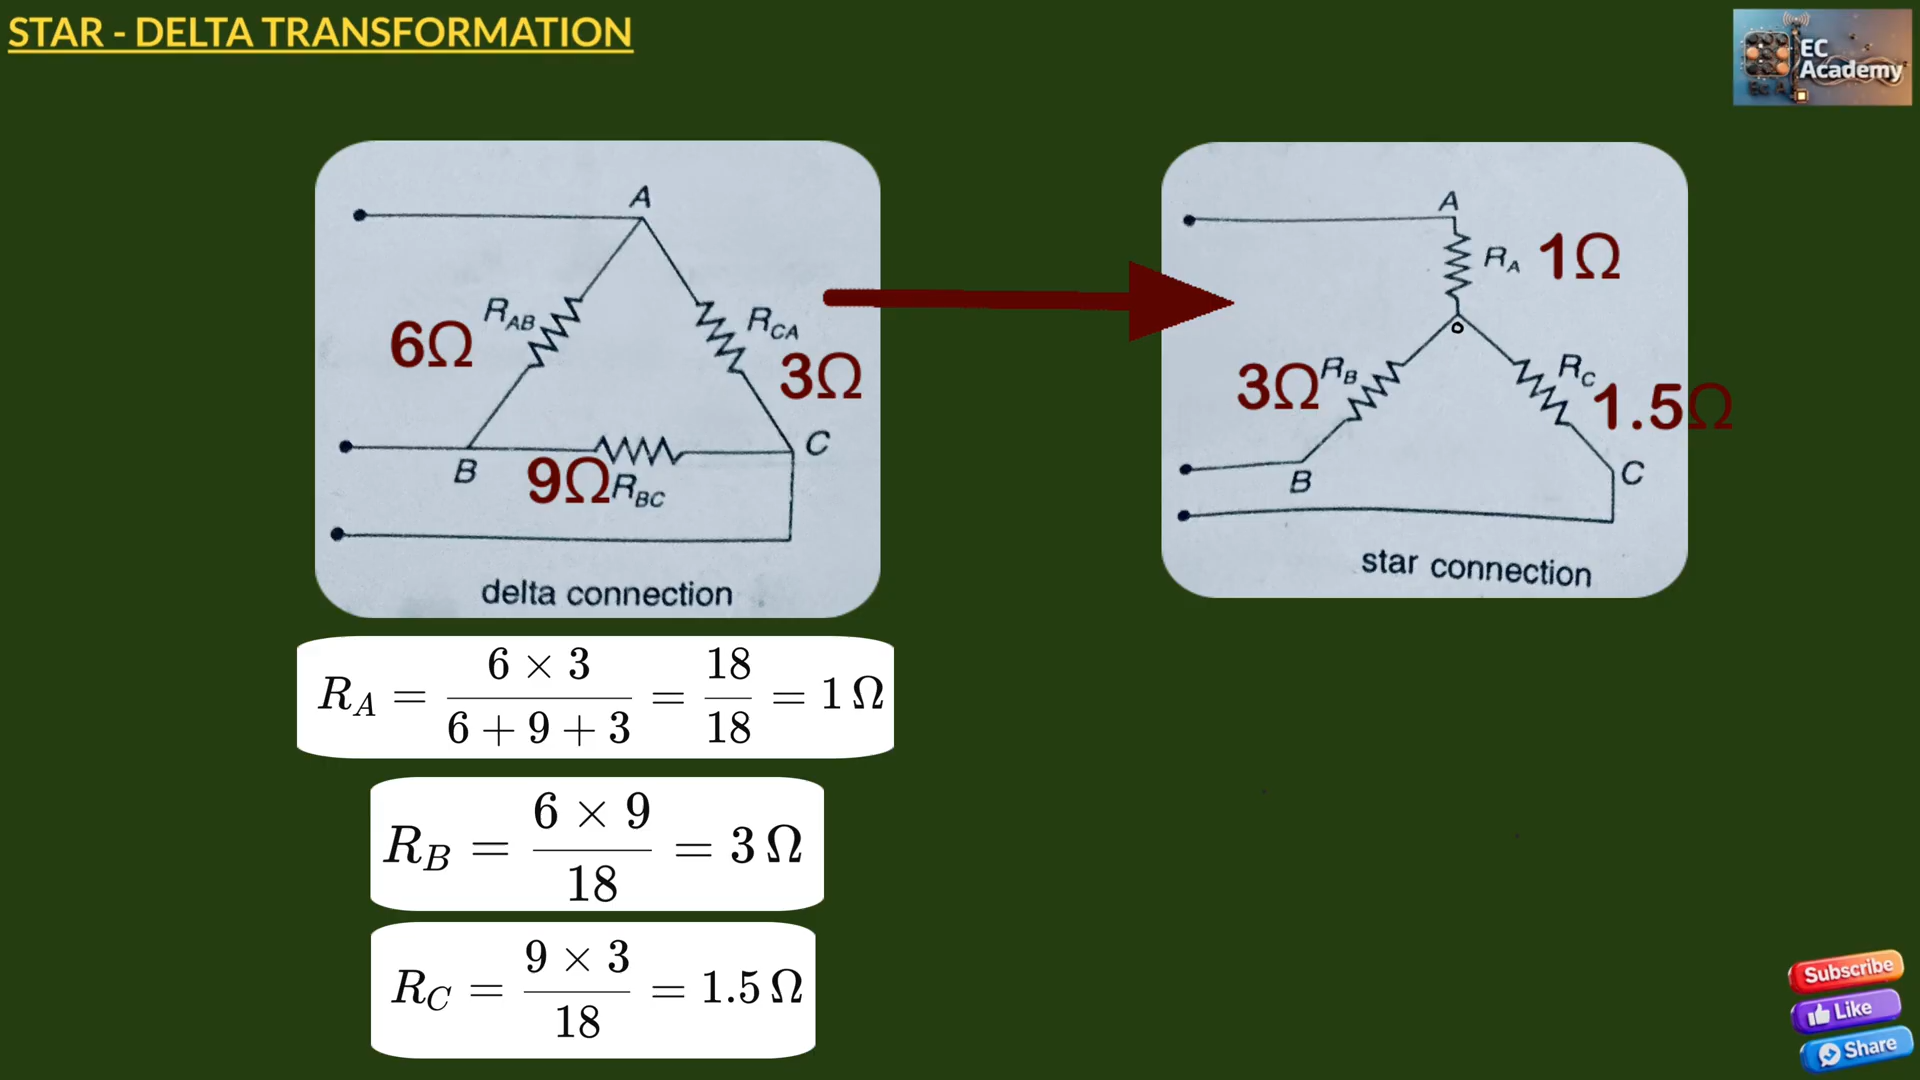 STAR - DELTA TRANSFORMATION
EC
Academy
A
R_AB
6Ω
R_CA
3Ω
B
9Ω R_BC
C
delta connection
A
R_A 1Ω
3Ω R_B
R_C
1.5Ω
B
C
star connection
R_A = (6 × 3)/(6 + 9 + 3) = 18/18 = 1 Ω
R_B = (6 × 9)/18 = 3 Ω
R_C = (9 × 3)/18 = 1.5 Ω
Subscribe
Like
Share